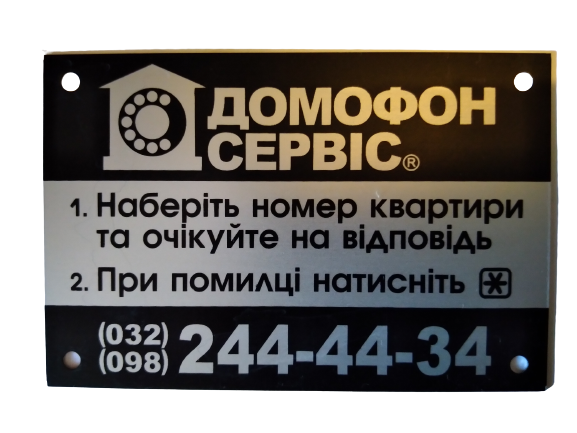 ДОМОФОН
СЕРВІС®
1. Наберіть номер квартири
та очікуйте на відповідь
2. При помилці натисніть *
(032)
(098) 244-44-34